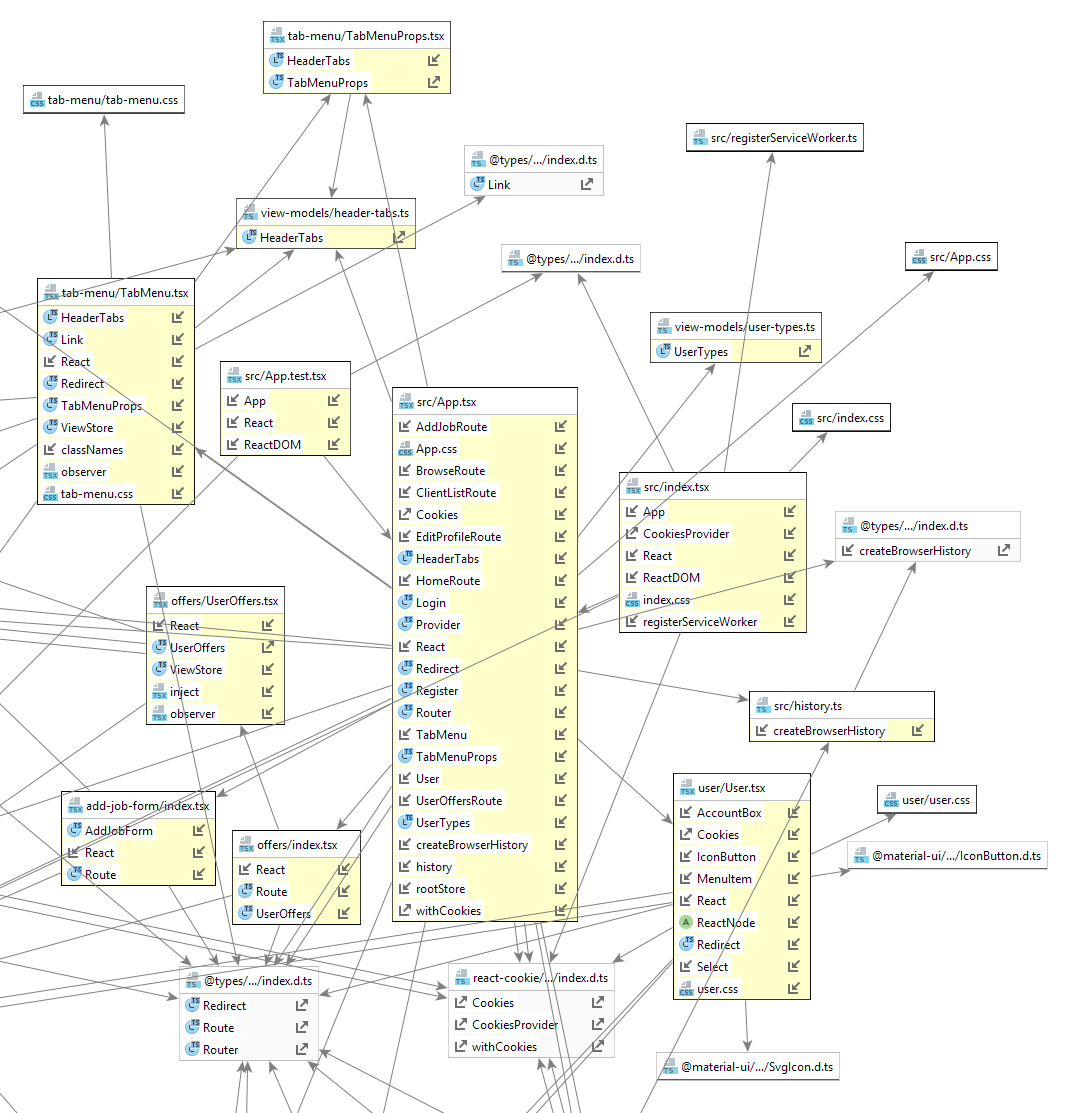 tab-menu/TabMenuProps.tsx
HeaderTabs
TabMenuProps
tab-menu/tab-menu.css
src/registerServiceWorker.ts
@types/.../index.d.ts
Link
view-models/header-tabs.ts
HeaderTabs
@types/.../index.d.ts
src/App.css
tab-menu/TabMenu.tsx
HeaderTabs
Link
React
Redirect
TabMenuProps
ViewStore
classNames
observer
tab-menu.css
view-models/user-types.ts
UserTypes
src/App.test.tsx
App
React
ReactDOM
src/App.tsx
AddJobRoute
App.css
BrowseRoute
ClientListRoute
Cookies
EditProfileRoute
HeaderTabs
HomeRoute
Login
Provider
React
Redirect
Register
Router
TabMenu
TabMenuProps
User
UserOffersRoute
UserTypes
createBrowserHistory
history
rootStore
withCookies
src/index.css
src/index.tsx
App
CookiesProvider
React
ReactDOM
index.css
registerServiceWorker
@types/.../index.d.ts
createBrowserHistory
offers/UserOffers.tsx
React
UserOffers
ViewStore
inject
observer
src/history.ts
createBrowserHistory
user/User.tsx
AccountBox
Cookies
IconButton
MenuItem
React
ReactNode
Redirect
Select
user.css
user/user.css
add-job-form/index.tsx
AddJobForm
React
Route
offers/index.tsx
React
Route
UserOffers
@material-ui/.../IconButton.d.ts
@types/.../index.d.ts
Redirect
Route
Router
react-cookie/.../index.d.ts
Cookies
CookiesProvider
withCookies
@material-ui/.../SvgIcon.d.ts